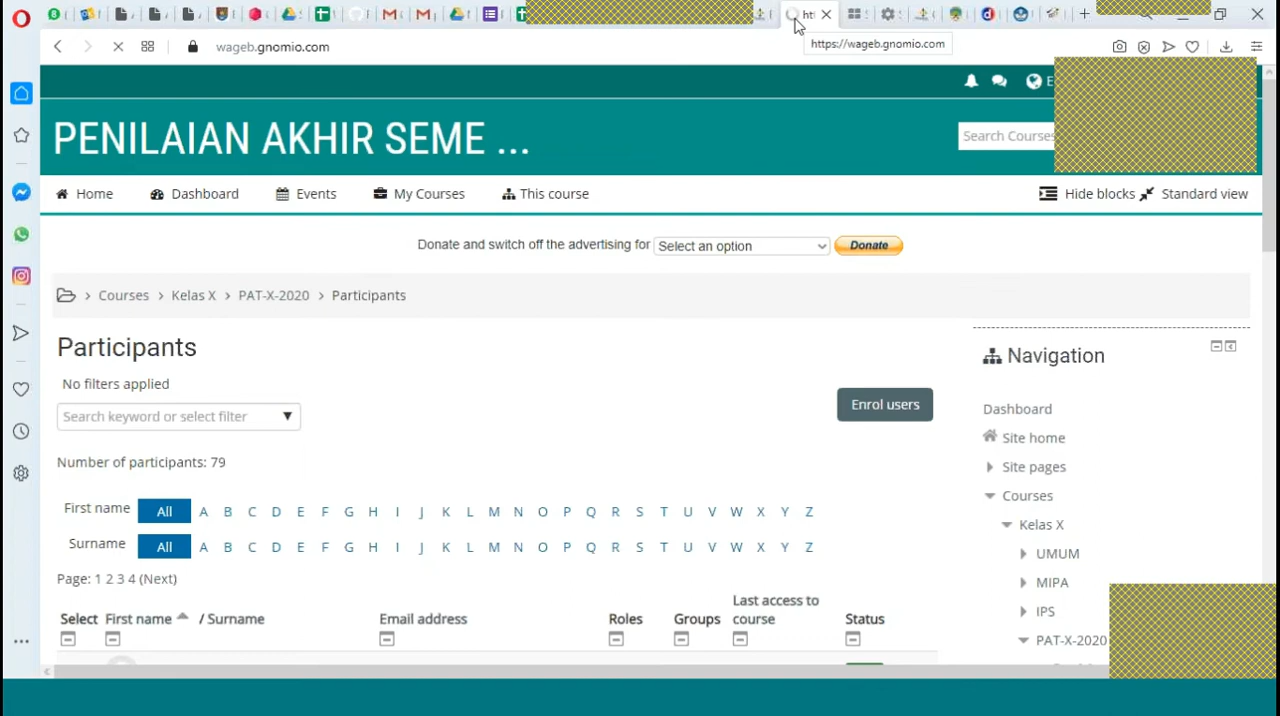 htt
wageb.gnomio.com
https://wageb.gnomio.com
E
PENILAIAN AKHIR SEME ...
Search Courses
Home Dashboard Events My Courses This course Hide blocks Standard view
Donate and switch off the advertising for Select an option Donate
Courses Kelas X PAT-X-2020 Participants
Participants
No filters applied
Search keyword or select filter
Enrol users
Number of participants: 79
First name All A B C D E F G H I J K L M N O P Q R S T U V W X Y Z
Surname All A B C D E F G H I J K L M N O P Q R S T U V W X Y Z
Page: 1 2 3 4 (Next)
Select First name / Surname Email address Roles Groups Last access to course Status
Navigation
Dashboard
Site home
Site pages
Courses
Kelas X
UMUM
MIPA
IPS
PAT-X-2020